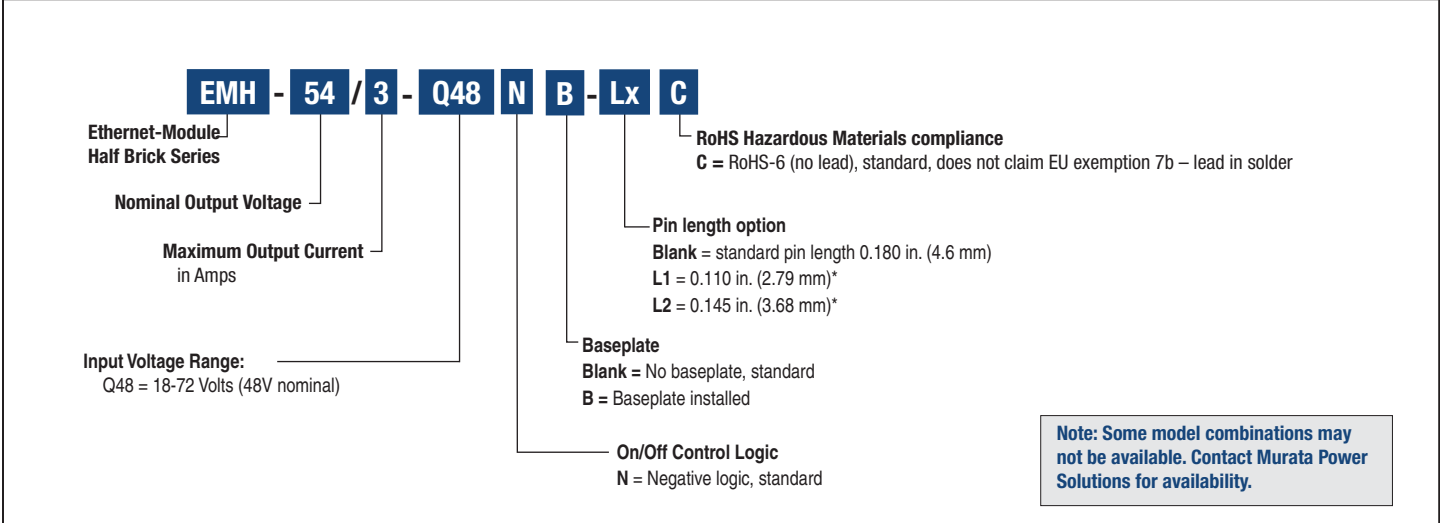 EMH - 54 / 3 - Q48 N B - Lx C
Ethernet-Module
Half Brick Series
Nominal Output Voltage
Maximum Output Current
in Amps
Input Voltage Range:
Q48 = 18-72 Volts (48V nominal)
RoHS Hazardous Materials compliance
C = RoHS-6 (no lead), standard, does not claim EU exemption 7b – lead in solder
Pin length option
Blank = standard pin length 0.180 in. (4.6 mm)
L1 = 0.110 in. (2.79 mm)*
L2 = 0.145 in. (3.68 mm)*
Baseplate
Blank = No baseplate, standard
B = Baseplate installed
On/Off Control Logic
N = Negative logic, standard
Note: Some model combinations may
not be available. Contact Murata Power
Solutions for availability.